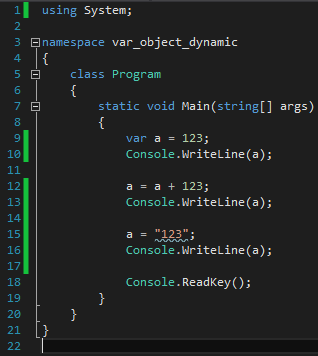 1 using System;
2
3 namespace var_object_dynamic
4 {
5 class Program
6 {
7 static void Main(string[] args)
8 {
9 var a = 123;
10 Console.WriteLine(a);
11
12 a = a + 123;
13 Console.WriteLine(a);
14
15 a = "123";
16 Console.WriteLine(a);
17
18 Console.ReadKey();
19 }
20 }
21 }
22